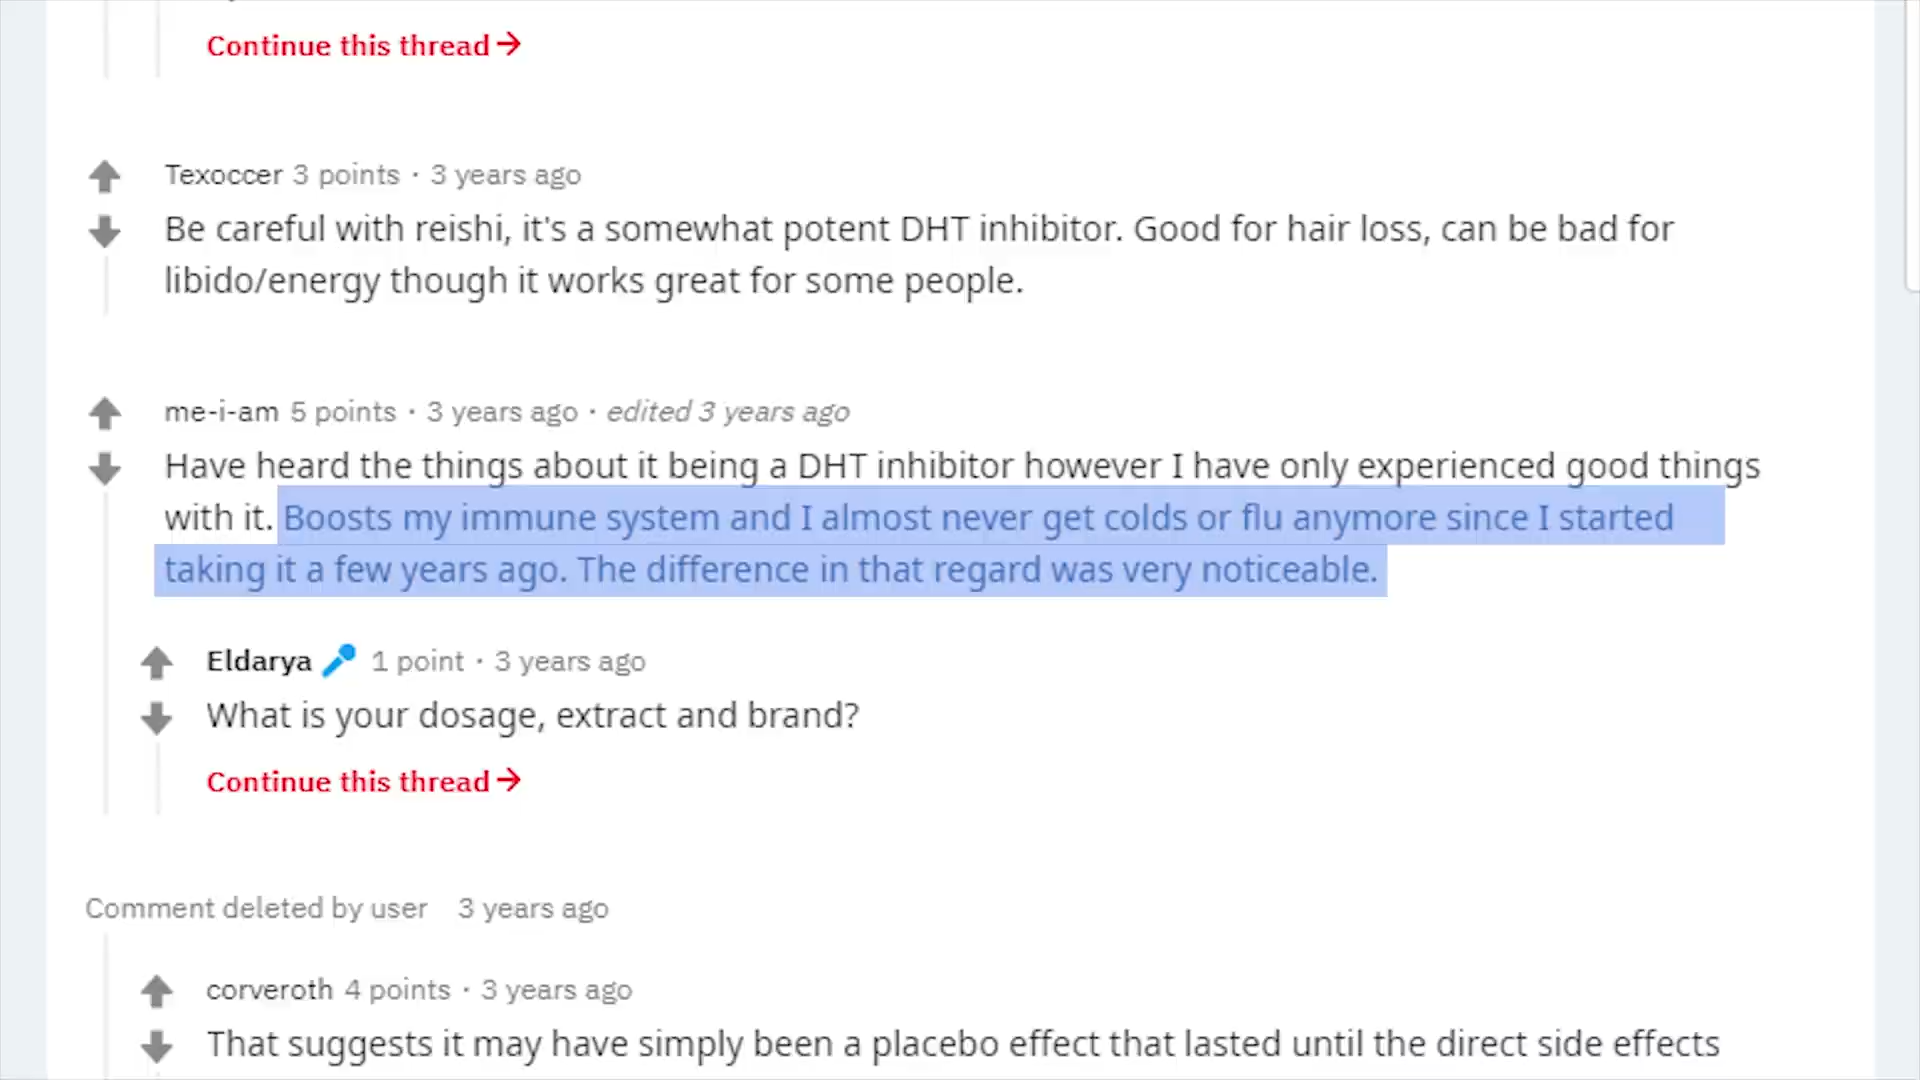 Continue this thread →
Texoccer 3 points · 3 years ago
Be careful with reishi, it's a somewhat potent DHT inhibitor. Good for hair loss, can be bad for
libido/energy though it works great for some people.
me-i-am 5 points · 3 years ago · edited 3 years ago
Have heard the things about it being a DHT inhibitor however I have only experienced good things
with it. Boosts my immune system and I almost never get colds or flu anymore since I started
taking it a few years ago. The difference in that regard was very noticeable.
Eldarya 1 point · 3 years ago
What is your dosage, extract and brand?
Continue this thread →
Comment deleted by user 3 years ago
corveroth 4 points · 3 years ago
That suggests it may have simply been a placebo effect that lasted until the direct side effects